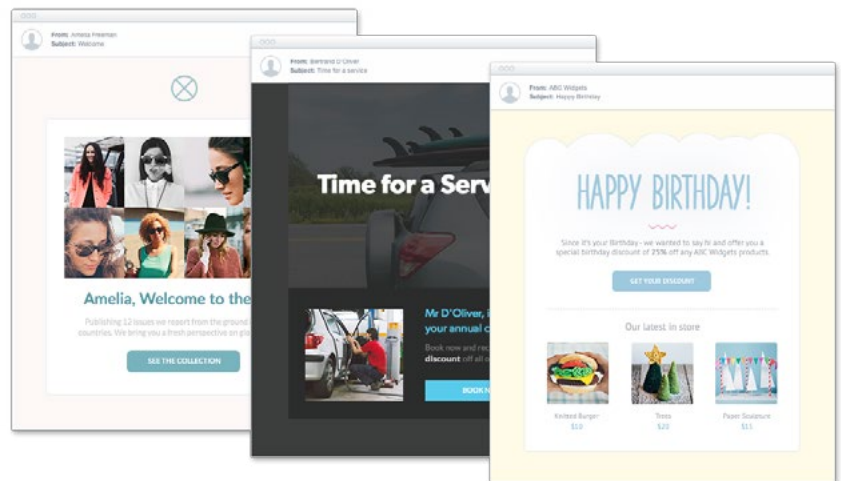 From: Amelia Freeman
Subject: Welcome
Amelia, Welcome to the
Publishing 12 issues we report from the ground
countries. We bring you a fresh perspective on
SEE THE COLLECTION
From: Bertrand D'Oliver
Subject: Time for a service
Time for a Serv
Mr D'Oliver,
your annual
Book now and
discount off all
BOOK
From: ABC Widgets
Subject: Happy Birthday
HAPPY BIRTHDAY!
Since it's your Birthday - we wanted to say hi and offer you a
special birthday discount of 25% off any ABC Widgets products.
GET YOUR DISCOUNT
Our latest in store
Knitted Burger
$10
Trees
$20
Paper Sculpture
$15